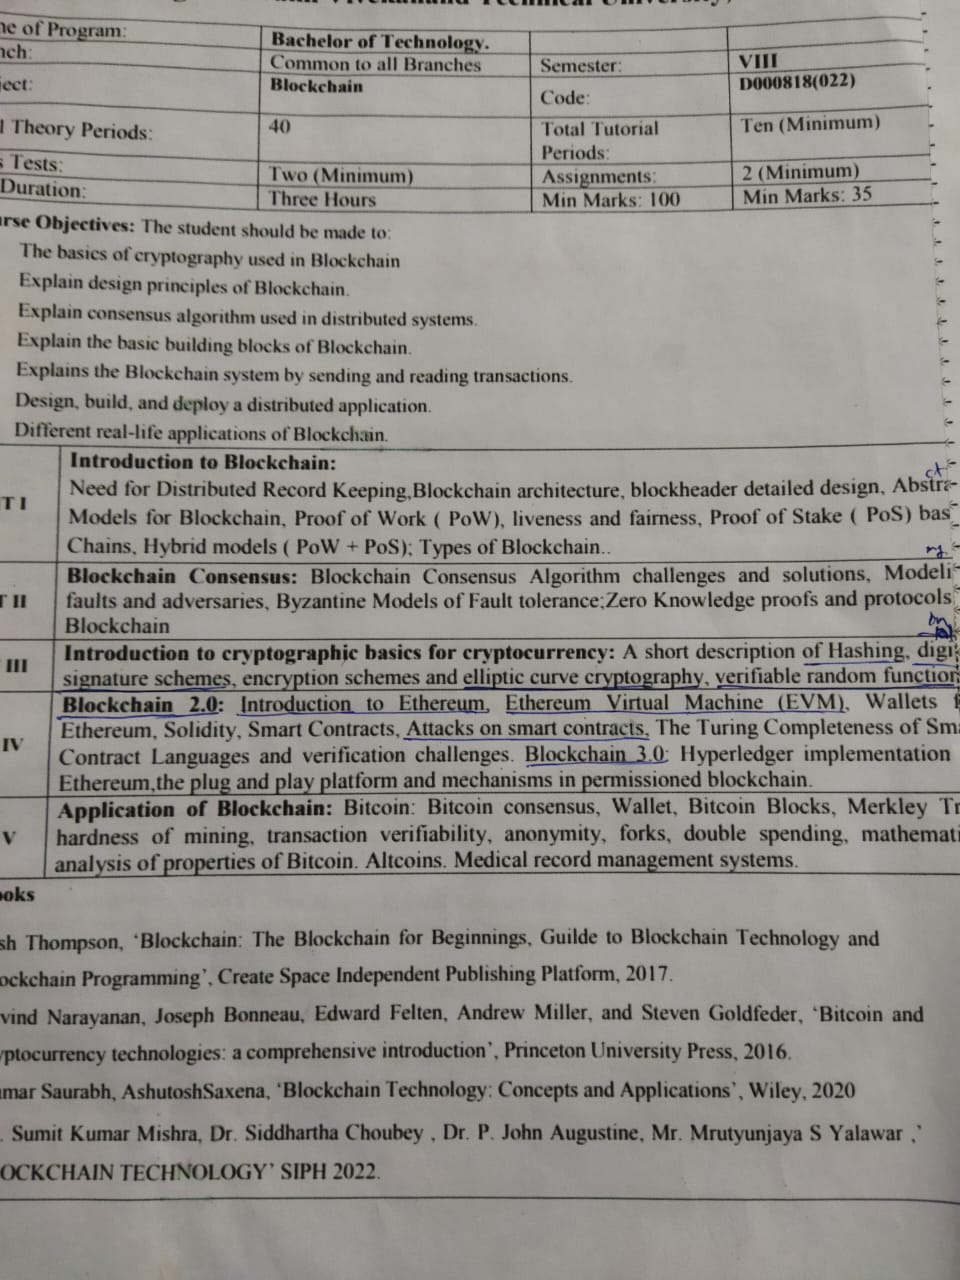 Technical University,
ne of Program: Bachelor of Technology.
nch: Common to all Branches Semester: VIII
ject: Blockchain Code: D000818(022)
l Theory Periods: 40 Total Tutorial Periods: Ten (Minimum)
s Tests: Two (Minimum) Assignments: 2 (Minimum)
Duration: Three Hours Min Marks: 100 Min Marks: 35
urse Objectives: The student should be made to:
The basics of cryptography used in Blockchain
Explain design principles of Blockchain.
Explain consensus algorithm used in distributed systems.
Explain the basic building blocks of Blockchain.
Explains the Blockchain system by sending and reading transactions.
Design, build, and deploy a distributed application.
Different real-life applications of Blockchain.
T I Introduction to Blockchain:
Need for Distributed Record Keeping,Blockchain architecture, blockheader detailed design, Abstra
ct
Models for Blockchain, Proof of Work ( PoW), liveness and fairness, Proof of Stake ( PoS) bas
Chains, Hybrid models ( PoW + PoS); Types of Blockchain..
ng
T II Blockchain Consensus: Blockchain Consensus Algorithm challenges and solutions, Modeli
faults and adversaries, Byzantine Models of Fault tolerance;Zero Knowledge proofs and protocols
Blockchain
III Introduction to cryptographic basics for cryptocurrency: A short description of Hashing, digi
signature schemes, encryption schemes and elliptic curve cryptography, verifiable random function
IV Blockchain 2.0: Introduction to Ethereum, Ethereum Virtual Machine (EVM), Wallets f
Ethereum, Solidity, Smart Contracts, Attacks on smart contracts, The Turing Completeness of Sma
Contract Languages and verification challenges. Blockchain 3.0: Hyperledger implementation
Ethereum,the plug and play platform and mechanisms in permissioned blockchain.
V Application of Blockchain: Bitcoin: Bitcoin consensus, Wallet, Bitcoin Blocks, Merkley Tr
hardness of mining, transaction verifiability, anonymity, forks, double spending, mathemati
analysis of properties of Bitcoin. Altcoins. Medical record management systems.
ooks
sh Thompson, ‘Blockchain: The Blockchain for Beginnings, Guilde to Blockchain Technology and
ockchain Programming’, Create Space Independent Publishing Platform, 2017.
vind Narayanan, Joseph Bonneau, Edward Felten, Andrew Miller, and Steven Goldfeder, ‘Bitcoin and
yptocurrency technologies: a comprehensive introduction’, Princeton University Press, 2016.
mar Saurabh, AshutoshSaxena, ‘Blockchain Technology: Concepts and Applications’, Wiley, 2020
. Sumit Kumar Mishra, Dr. Siddhartha Choubey , Dr. P. John Augustine, Mr. Mrutyunjaya S Yalawar ,’
OCKCHAIN TECHNOLOGY’ SIPH 2022.